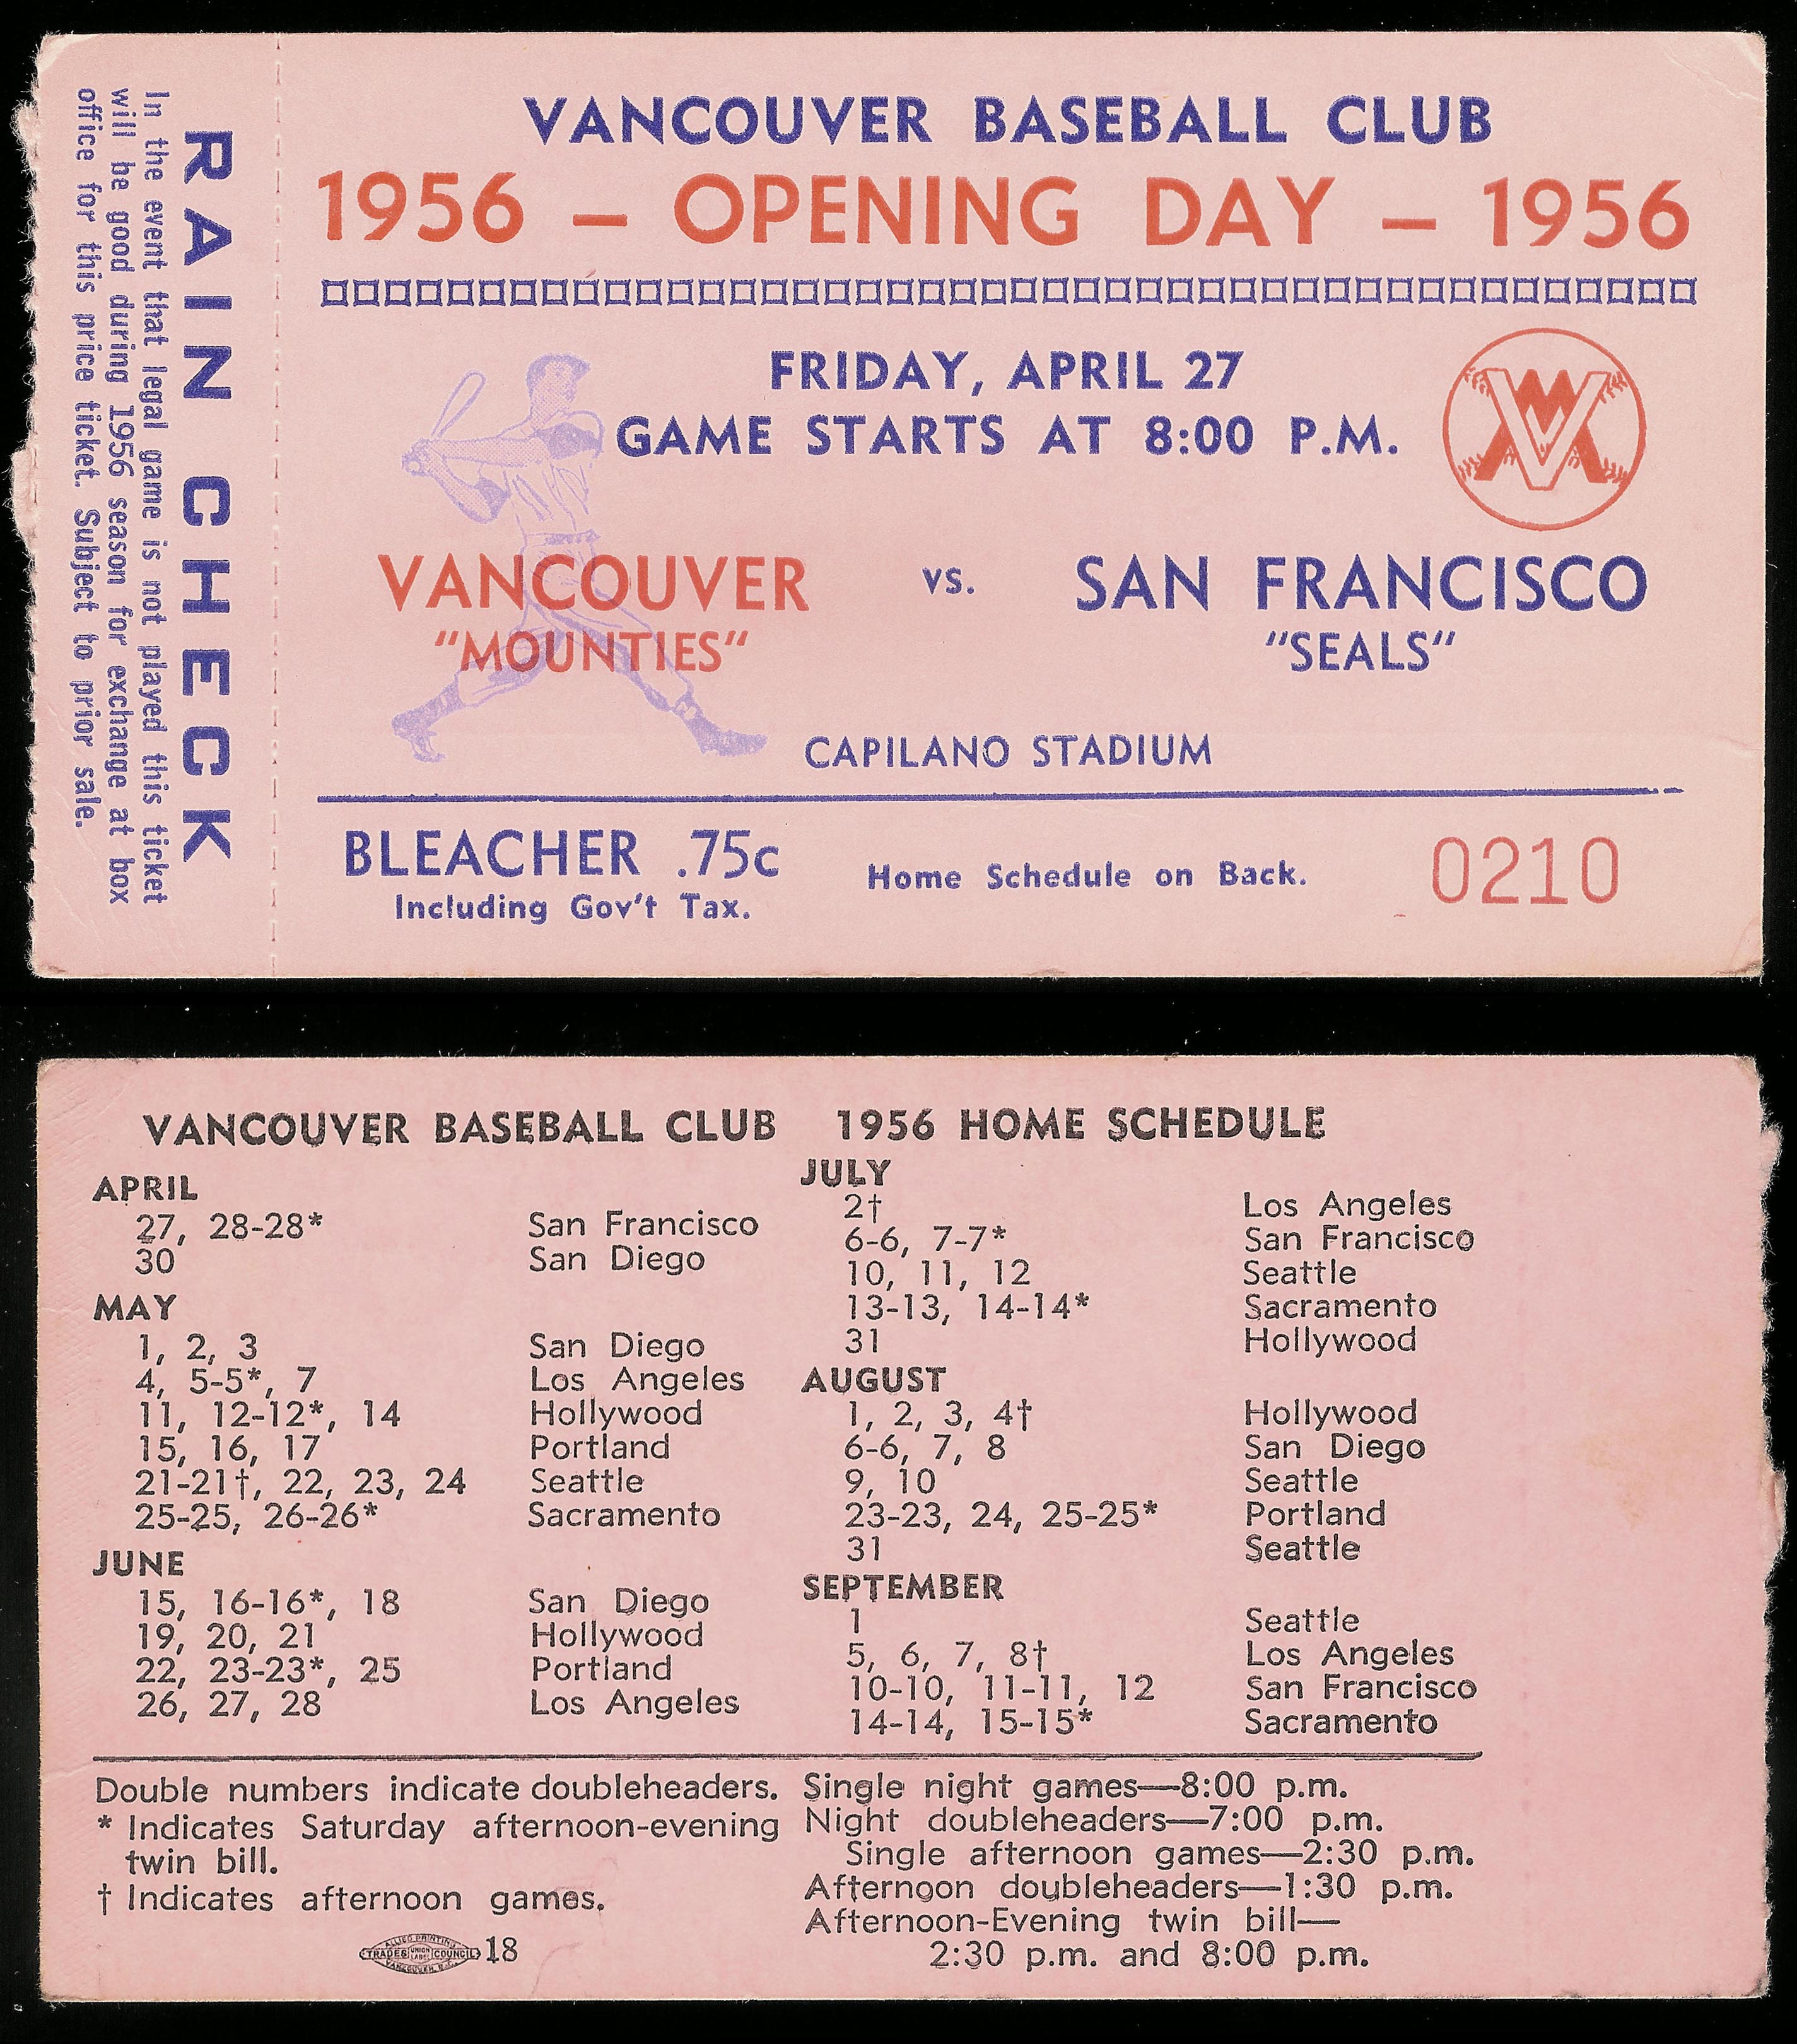 VANCOUVER BASEBALL CLUB
1956 – OPENING DAY – 1956
FRIDAY, APRIL 27
GAME STARTS AT 8:00 P.M.
VANCOUVER vs. SAN FRANCISCO
"MOUNTIES" "SEALS"
CAPILANO STADIUM
BLEACHER .75c
Including Gov't Tax.
Home Schedule on Back.
0210
RAIN CHECK
In the event that legal game is not played this ticket
will be good during 1956 season for exchange at box
office for this price ticket. Subject to prior sale.
VANCOUVER BASEBALL CLUB 1956 HOME SCHEDULE
APRIL
27, 28-28* San Francisco
30 San Diego
MAY
1, 2, 3 San Diego
4, 5-5*, 7 Los Angeles
11, 12-12*, 14 Hollywood
15, 16, 17 Portland
21-21†, 22, 23, 24 Seattle
25-25, 26-26* Sacramento
JUNE
15, 16-16*, 18 San Diego
19, 20, 21 Hollywood
22, 23-23*, 25 Portland
26, 27, 28 Los Angeles
JULY
2† Los Angeles
6-6, 7-7* San Francisco
10, 11, 12 Seattle
13-13, 14-14* Sacramento
31 Hollywood
AUGUST
1, 2, 3, 4† Hollywood
6-6, 7, 8 San Diego
9, 10 Seattle
23-23, 24, 25-25* Portland
31 Seattle
SEPTEMBER
1 Seattle
5, 6, 7, 8† Los Angeles
10-10, 11-11, 12 San Francisco
14-14, 15-15* Sacramento
Double numbers indicate doubleheaders.
* Indicates Saturday afternoon-evening
twin bill.
† Indicates afternoon games.
Single night games—8:00 p.m.
Night doubleheaders—7:00 p.m.
Single afternoon games—2:30 p.m.
Afternoon doubleheaders—1:30 p.m.
Afternoon-Evening twin bill—
2:30 p.m. and 8:00 p.m.
ALLIED PRINTING
TRADES UNION LABEL COUNCIL
VANCOUVER, B.C.
18